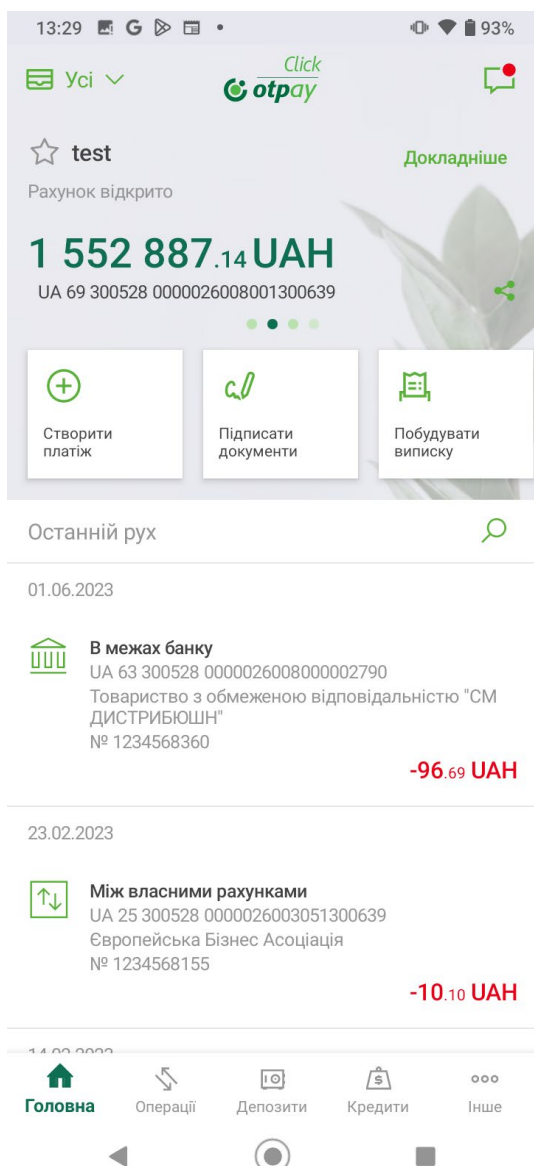 13:29
93%
Усі
Click
otpay
test
Докладніше
Рахунок відкрито
1 552 887.14 UAH
UA 69 300528 0000026008001300639
Створити
платіж
Підписати
документи
Побудувати
виписку
Останній рух
01.06.2023
В межах банку
UA 63 300528 0000026008000002790
Товариство з обмеженою відповідальністю "СМ
ДИСТРИБЮШН"
№ 1234568360
-96.69 UAH
23.02.2023
Між власними рахунками
UA 25 300528 0000026003051300639
Європейська Бізнес Асоціація
№ 1234568155
-10.10 UAH
Головна
Операції
Депозити
Кредити
Інше